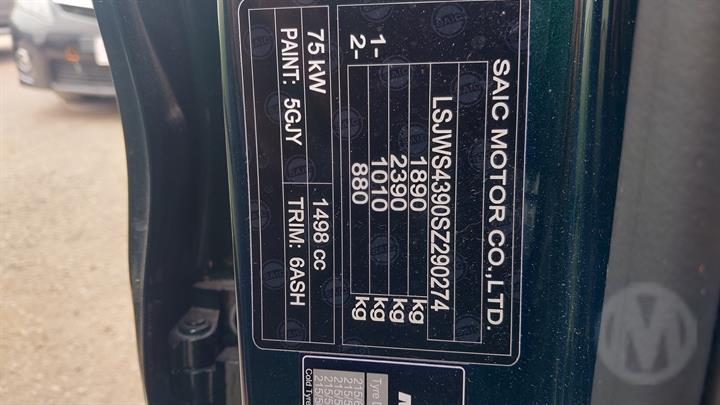 SAIC MOTOR CO.,LTD.
LSJWS4390SZ290274
1890 kg
2390 kg
1- 1010 kg
2- 880 kg
75 kW 1498 cc
PAINT: 5GJY TRIM: 6ASH